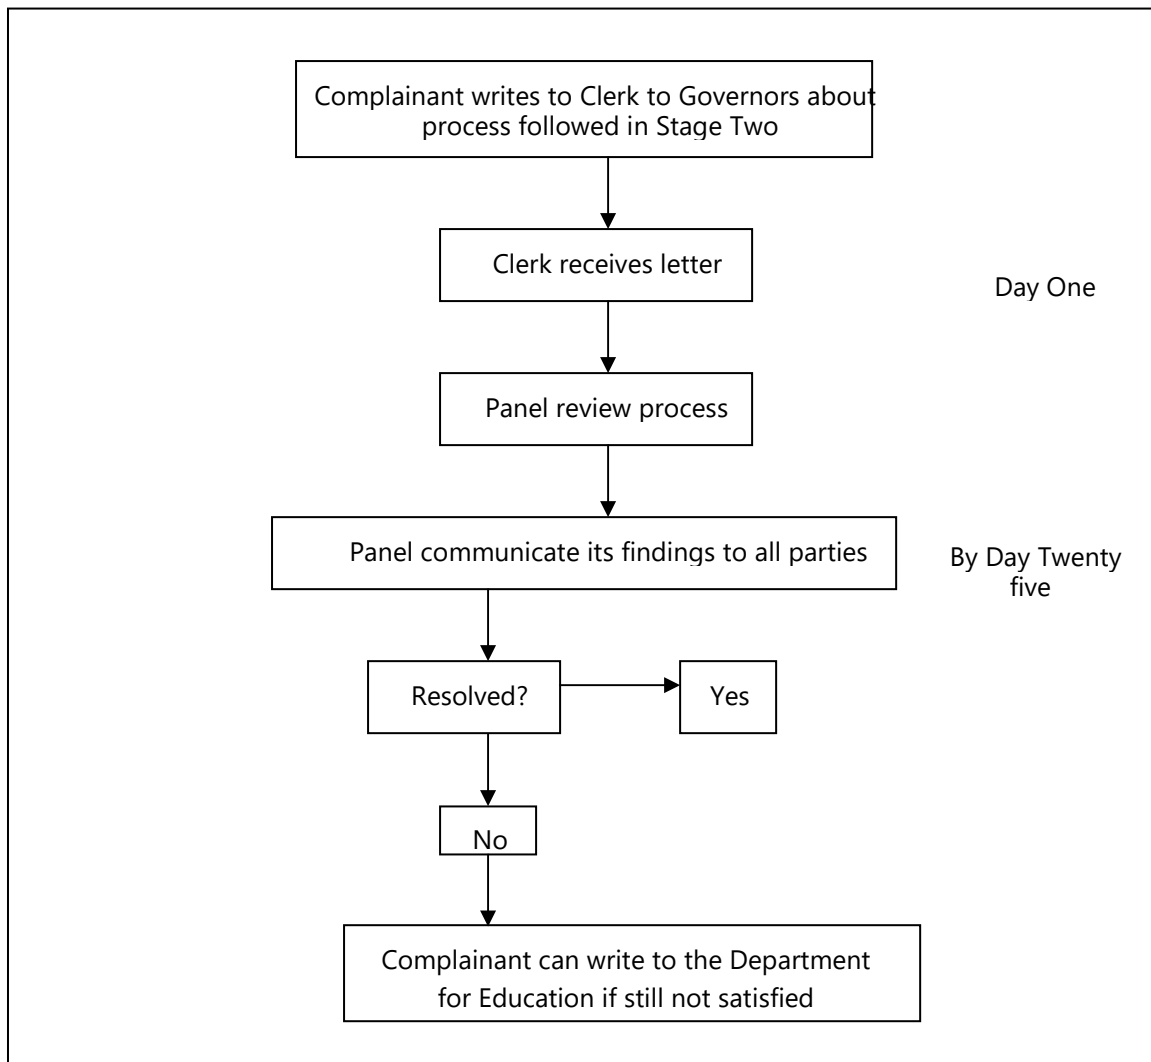 Complainant writes to Clerk to Governors about
process followed in Stage Two
Clerk receives letter
Day One
Panel review process
Panel communicate its findings to all parties
By Day Twenty
five
Resolved?
Yes
No
Complainant can write to the Department
for Education if still not satisfied